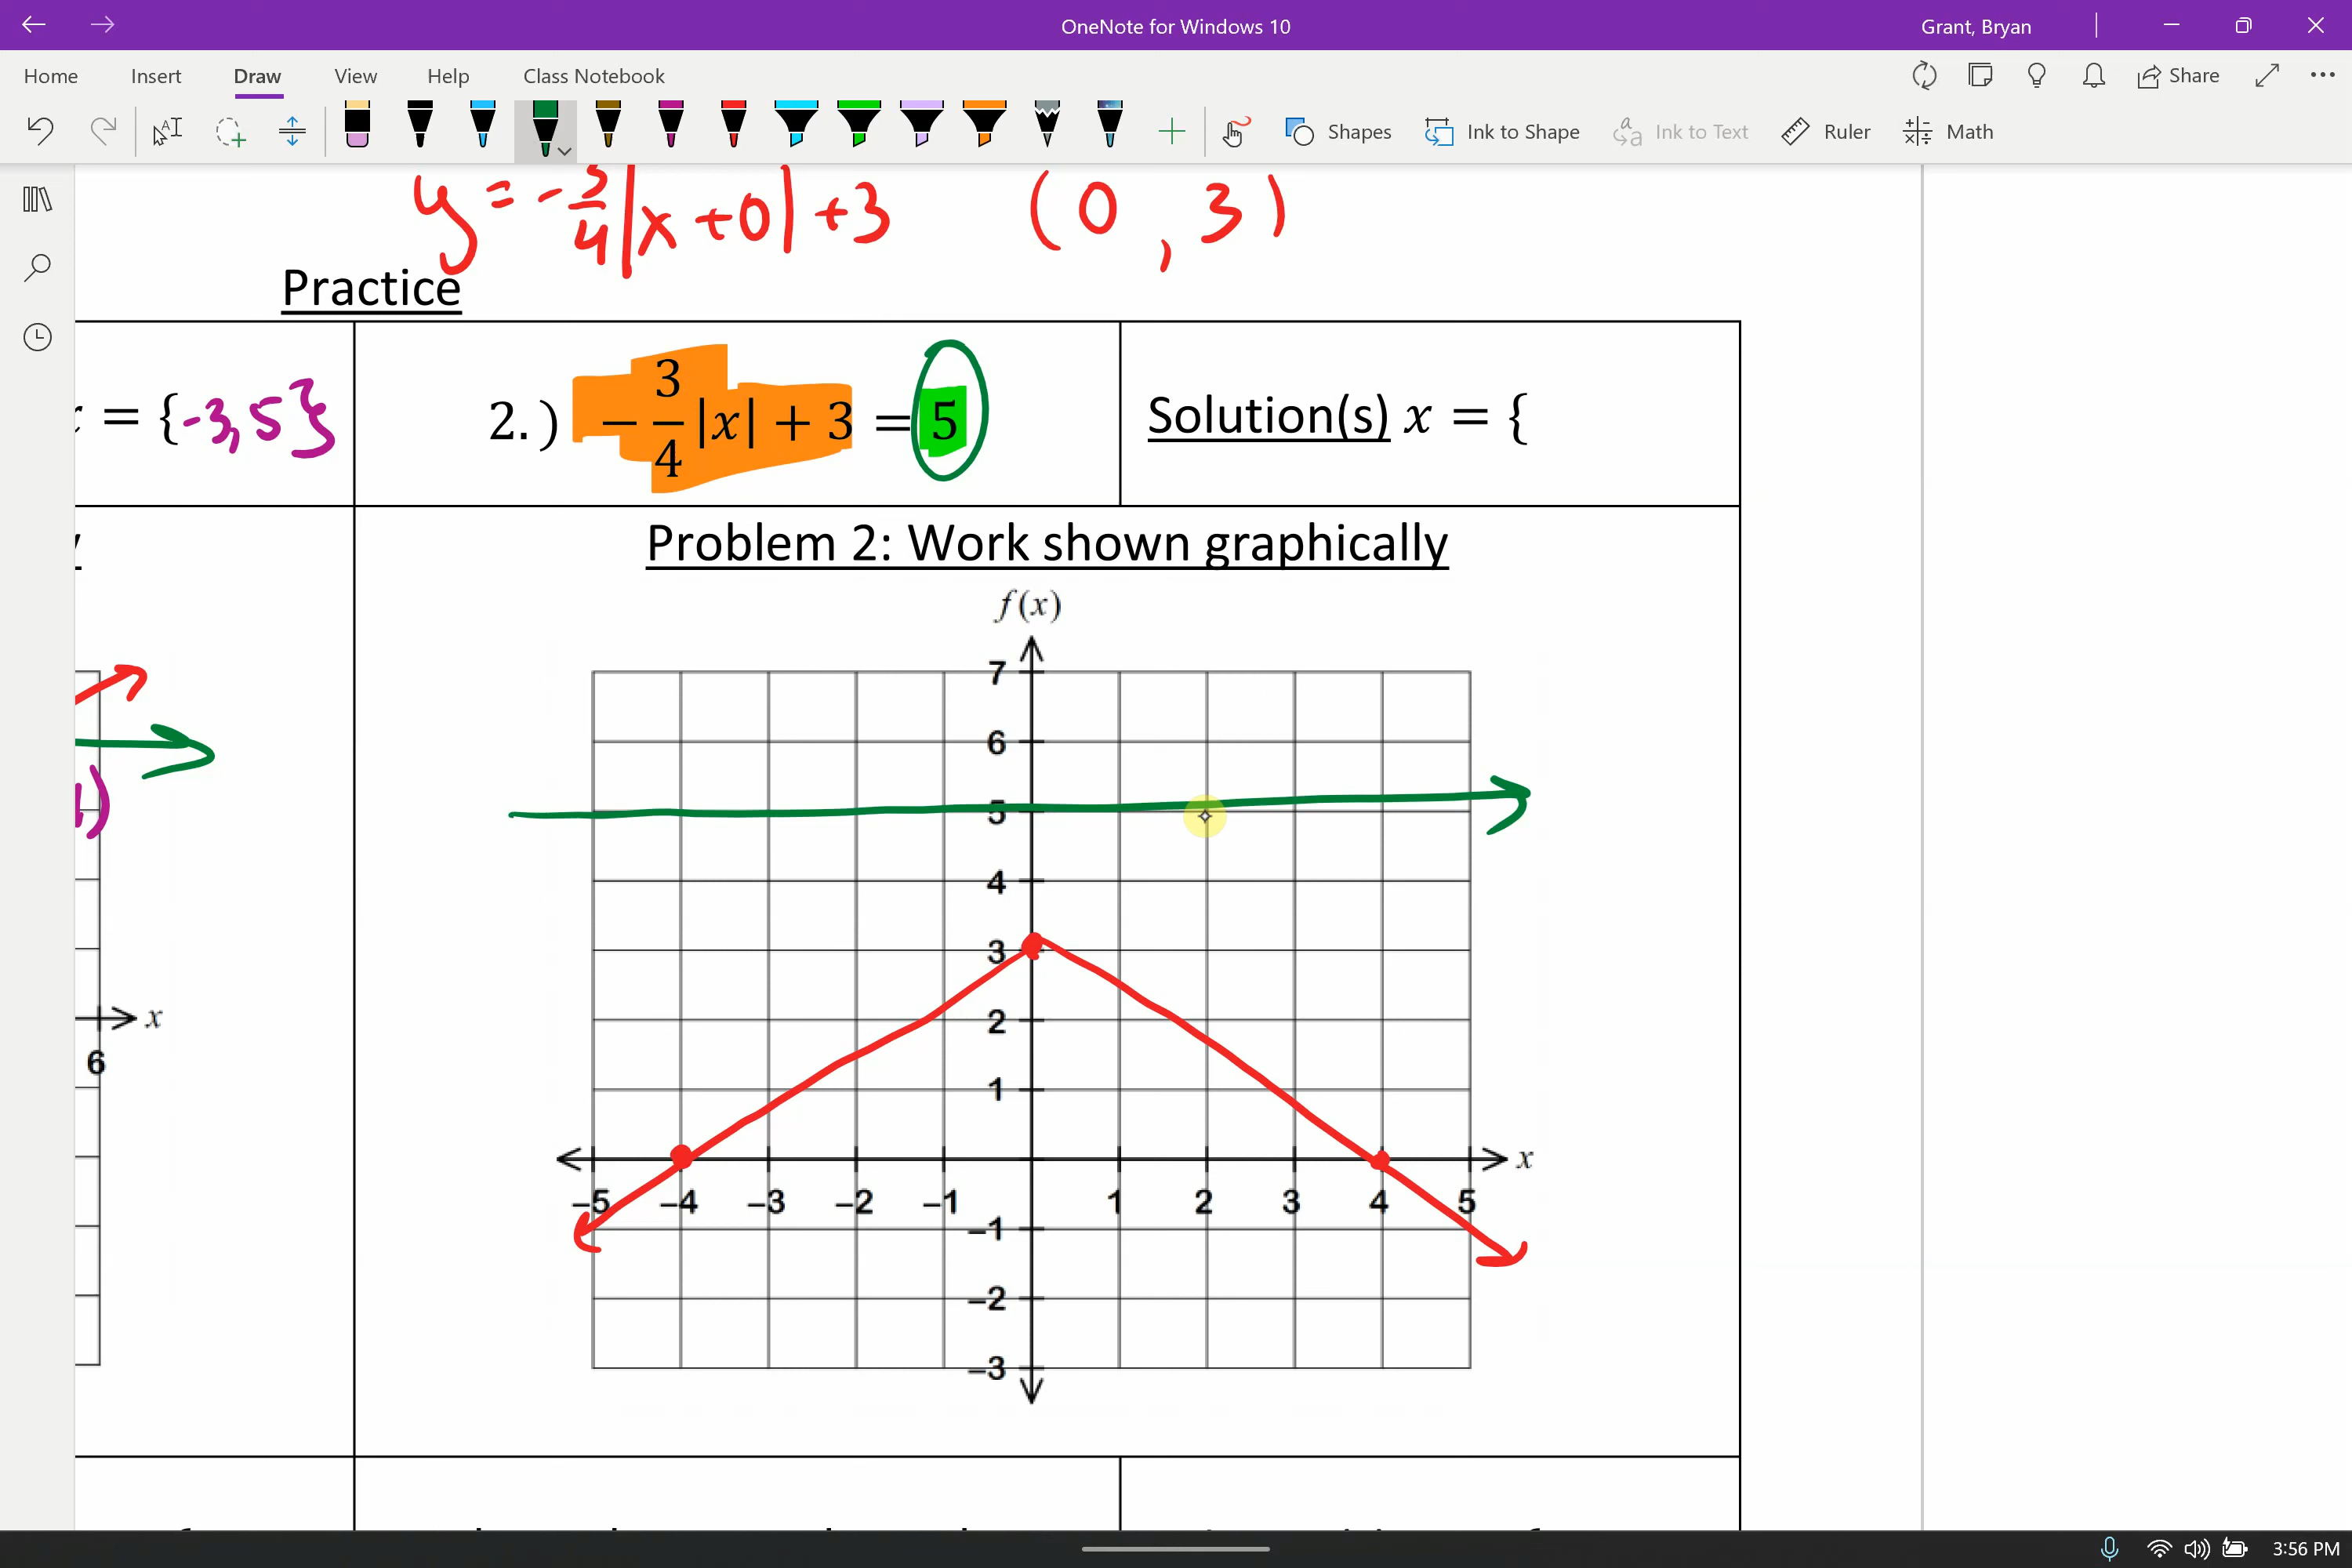 OneNote for Windows 10
Grant, Bryan
Home Insert Draw View Help Class Notebook
Share
Shapes Ink to Shape Ink to Text Ruler Math
y = -3/4|x+0|+3 (0, 3)
Practice
= {-3,5}
2.) −3/4|x| + 3 = 5
Solution(s) x = {
Problem 2: Work shown graphically
f(x)
7
6
5
4
3
2
1
x
−5 −4 −3 −2 −1 1 2 3 4 5
−1
−2
−3
x
6
3:56 PM